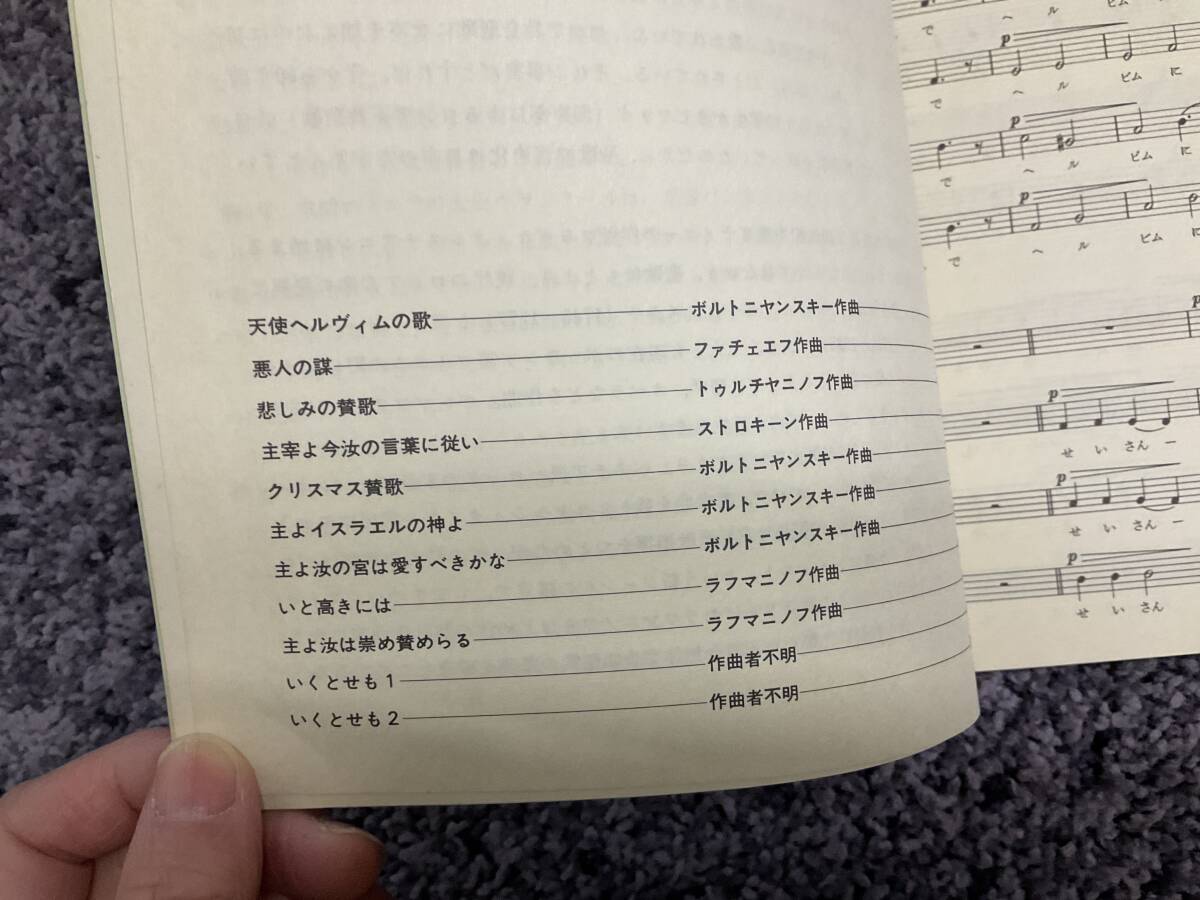 天使ヘルヴィムの歌 ボルトニヤンスキー作曲
悪人の謀 ファチェエフ作曲
悲しみの賛歌 トゥルチヤニノフ作曲
主宰よ今汝の言葉に従い ストロキーン作曲
クリスマス賛歌 ボルトニヤンスキー作曲
主よイスラエルの神よ ボルトニヤンスキー作曲
主よ汝の宮は愛すべきかな ボルトニヤンスキー作曲
いと高きには ラフマニノフ作曲
主よ汝は崇め賛めらる ラフマニノフ作曲
いくとせも1 作曲者不明
いくとせも2 作曲者不明
で ヘ ル ビム
p
で ヘ ル ビム に
p
で ヘ ル ビム に
p
で ヘ ル ビム に
p
p
せ い さん ー
p
せ い さん ー
p
せ い さん